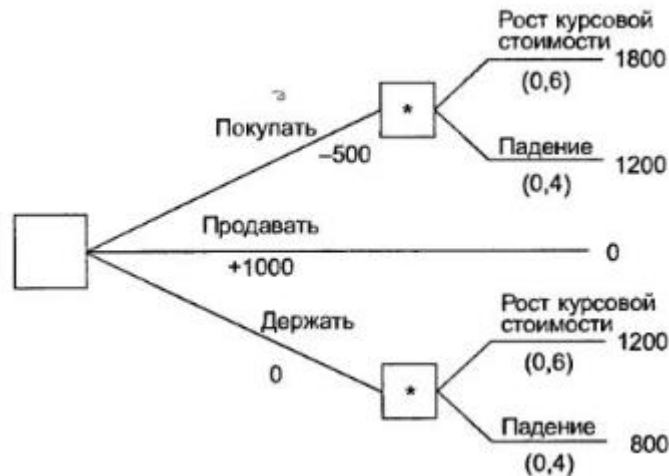 Рост курсовой
стоимости
1800
(0,6)
*
Покупать
–500
Падение
1200
(0,4)
Продавать
0
+1000
Рост курсовой
стоимости
1200
(0,6)
Держать
0
*
Падение
800
(0,4)